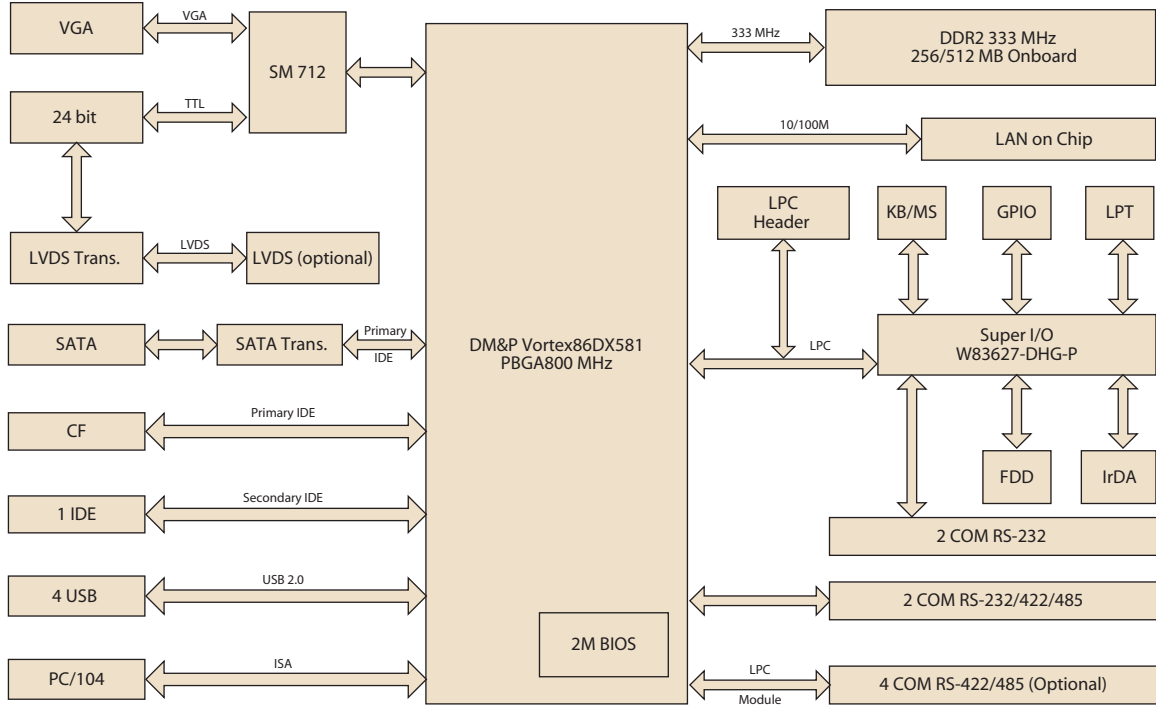 VGA
VGA
SM 712
24 bit
TTL
LVDS Trans.
LVDS
LVDS (optional)
SATA
SATA Trans.
Primary
IDE
CF
Primary IDE
1 IDE
Secondary IDE
4 USB
USB 2.0
PC/104
ISA
DM&P Vortex86DX581
PBGA800 MHz
2M BIOS
333 MHz
DDR2 333 MHz
256/512 MB Onboard
10/100M
LAN on Chip
LPC
Header
KB/MS
GPIO
LPT
LPC
Super I/O
W83627-DHG-P
FDD
IrDA
2 COM RS-232
2 COM RS-232/422/485
LPC
Module
4 COM RS-422/485 (Optional)